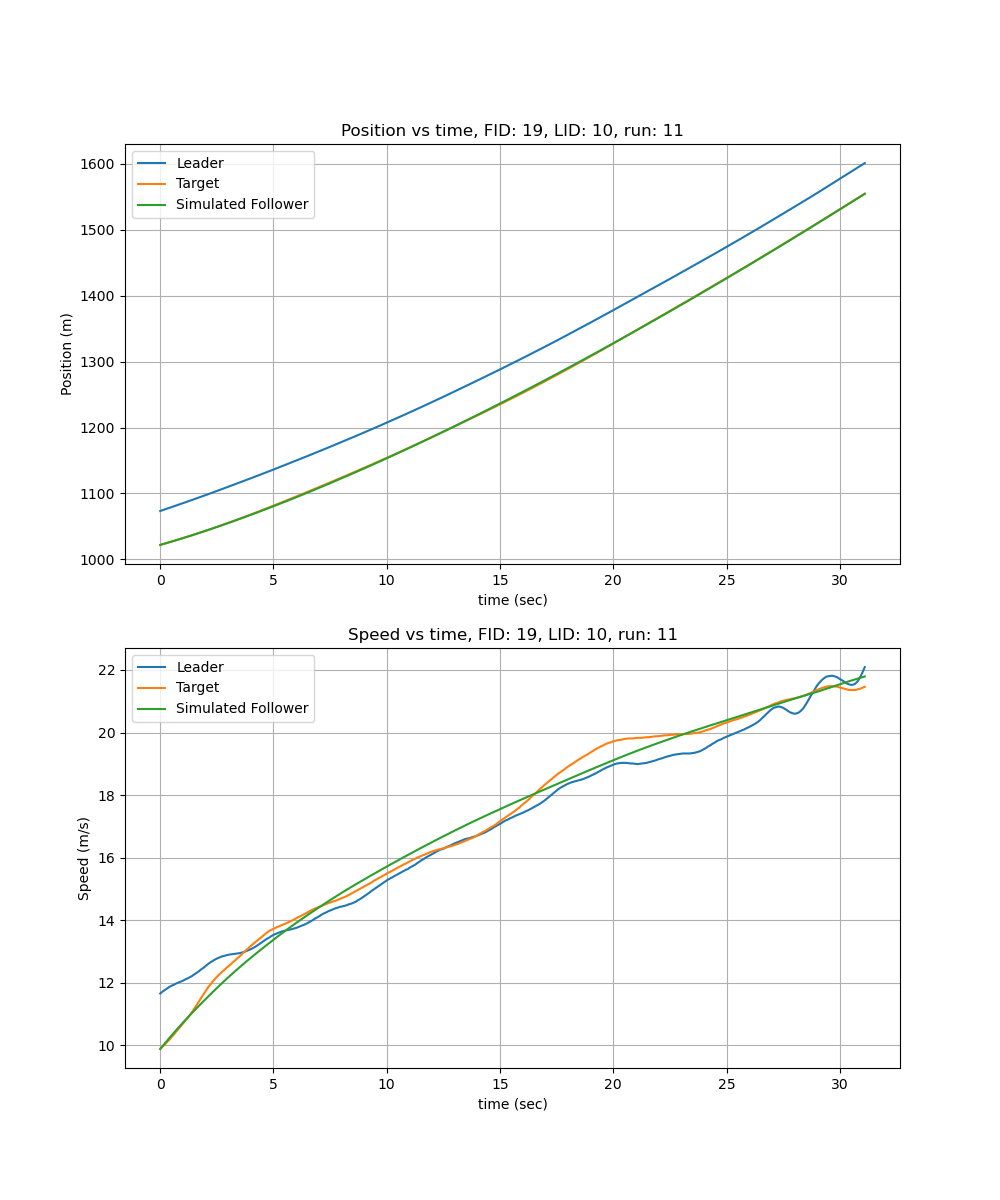 Position vs time, FID: 19, LID: 10, run: 11
Leader
Target
Simulated Follower
Position (m)
1600
1500
1400
1300
1200
1100
1000
0 5 10 15 20 25 30
time (sec)
Speed vs time, FID: 19, LID: 10, run: 11
Leader
Target
Simulated Follower
Speed (m/s)
22
20
18
16
14
12
10
0 5 10 15 20 25 30
time (sec)